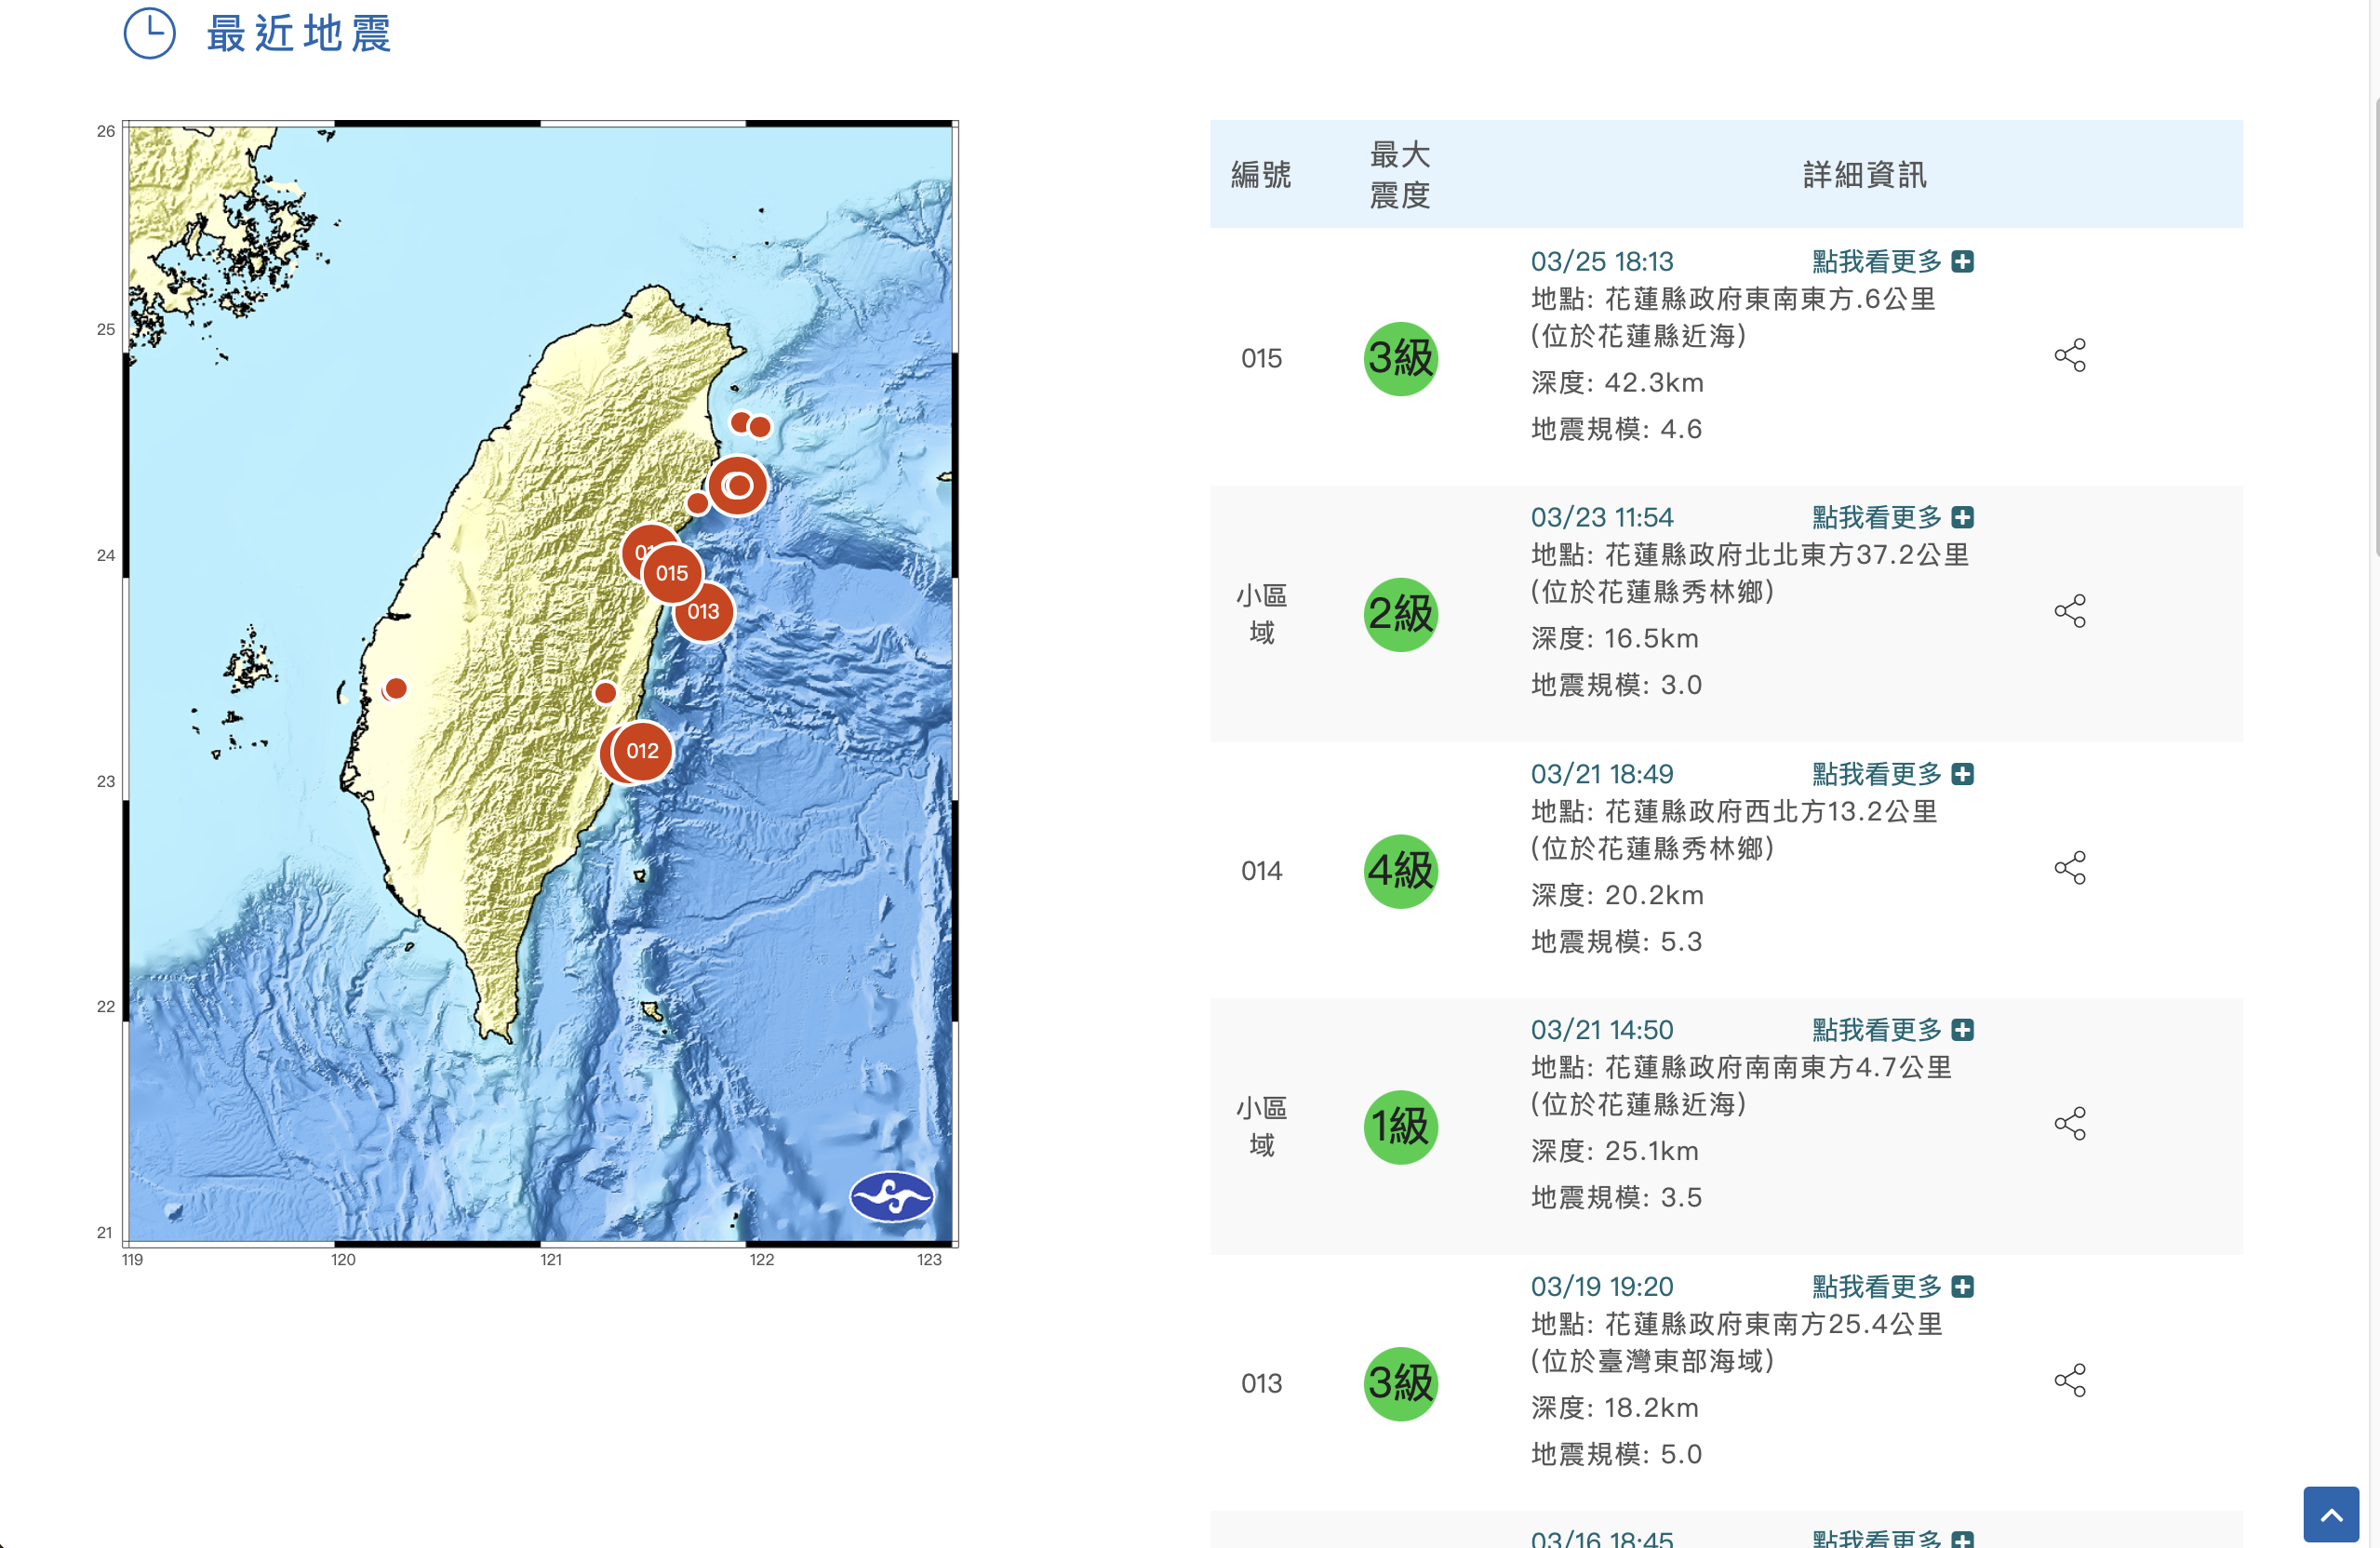 最近地震
26
25
24
23
22
21
119
120
121
122
123
01
015
013
012
編號
最大
震度
詳細資訊
015
3級
03/25 18:13
點我看更多
地點: 花蓮縣政府東南東方.6公里
(位於花蓮縣近海)
深度: 42.3km
地震規模: 4.6
小區
域
2級
03/23 11:54
點我看更多
地點: 花蓮縣政府北北東方37.2公里
(位於花蓮縣秀林鄉)
深度: 16.5km
地震規模: 3.0
014
4級
03/21 18:49
點我看更多
地點: 花蓮縣政府西北方13.2公里
(位於花蓮縣秀林鄉)
深度: 20.2km
地震規模: 5.3
小區
域
1級
03/21 14:50
點我看更多
地點: 花蓮縣政府南南東方4.7公里
(位於花蓮縣近海)
深度: 25.1km
地震規模: 3.5
013
3級
03/19 19:20
點我看更多
地點: 花蓮縣政府東南方25.4公里
(位於臺灣東部海域)
深度: 18.2km
地震規模: 5.0
03/16 18:45
點我看更多